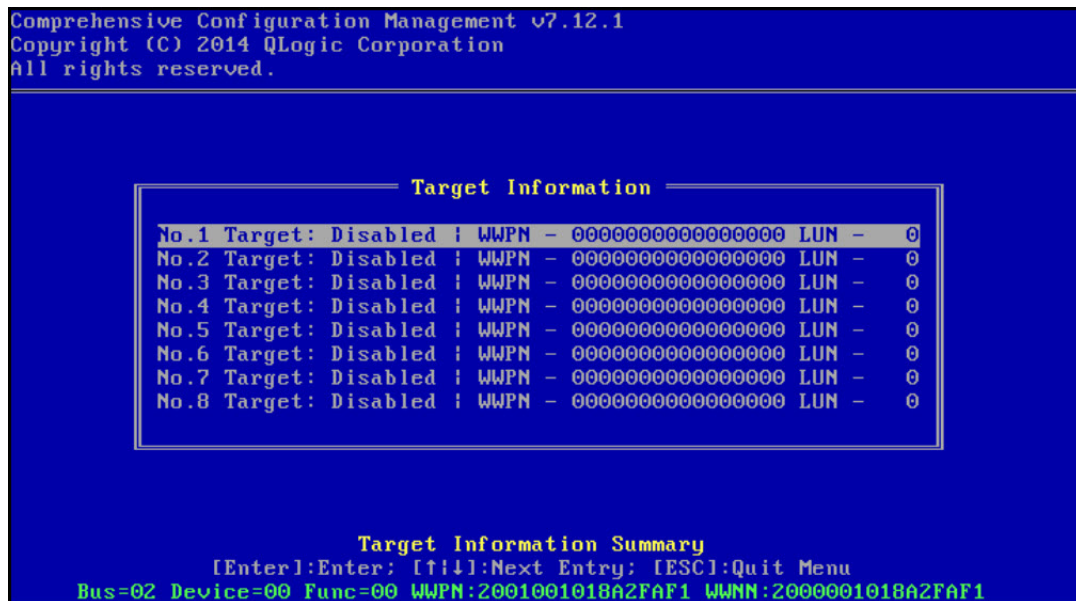 Comprehensive Configuration Management v7.12.1
Copyright (C) 2014 QLogic Corporation
All rights reserved.
Target Information
No.1 Target: Disabled ¦ WWPN - 0000000000000000 LUN - 0
No.2 Target: Disabled ¦ WWPN - 0000000000000000 LUN - 0
No.3 Target: Disabled ¦ WWPN - 0000000000000000 LUN - 0
No.4 Target: Disabled ¦ WWPN - 0000000000000000 LUN - 0
No.5 Target: Disabled ¦ WWPN - 0000000000000000 LUN - 0
No.6 Target: Disabled ¦ WWPN - 0000000000000000 LUN - 0
No.7 Target: Disabled ¦ WWPN - 0000000000000000 LUN - 0
No.8 Target: Disabled ¦ WWPN - 0000000000000000 LUN - 0
Target Information Summary
[Enter]:Enter; [↑¦↓]:Next Entry; [ESC]:Quit Menu
Bus=02 Device=00 Func=00 WWPN:2001001018A2FAF1 WWNN:2000001018A2FAF1